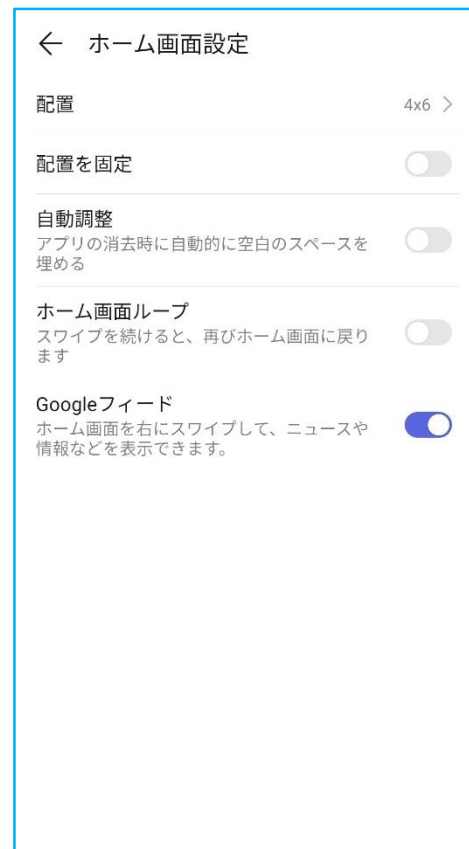 ホーム画面設定
配置
4x6
配置を固定
自動調整
アプリの消去時に自動的に空白のスペースを
埋める
ホーム画面ループ
スワイプを続けると、再びホーム画面に戻り
ます
Googleフィード
ホーム画面を右にスワイプして、ニュースや
情報などを表示できます。